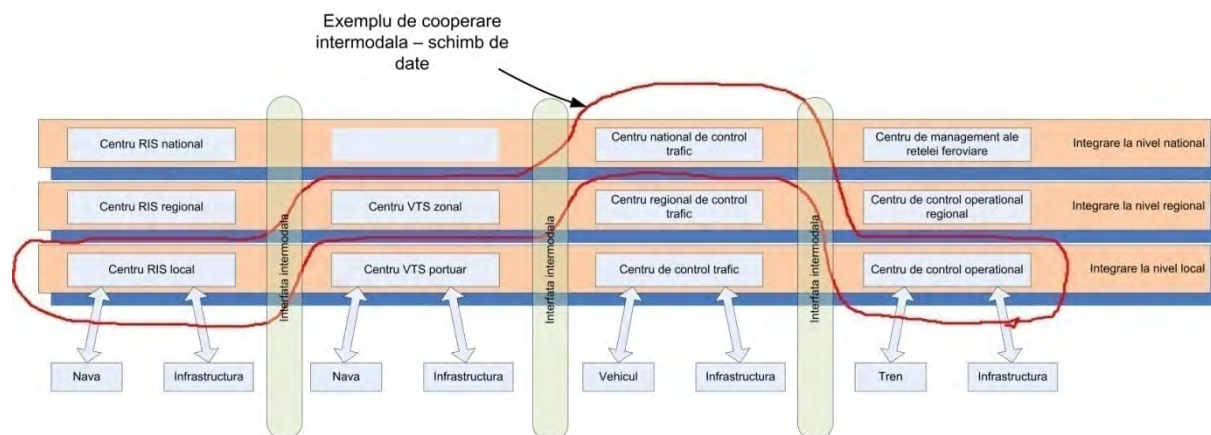 Exemplu de cooperare
intermodala – schimb de
date
Centru RIS national
Centru national de control
trafic
Centru de management ale
retelei feroviare
Integrare la nivel national
Centru RIS regional
Centru VTS zonal
Centru regional de control
trafic
Centru de control operational
regional
Integrare la nivel regional
Centru RIS local
Centru VTS portuar
Centru de control trafic
Centru de control operational
Integrare la nivel local
Interfata intermodala
Interfata intermodala
Interfata intermodala
Nava
Infrastructura
Nava
Infrastructura
Vehicul
Infrastructura
Tren
Infrastructura